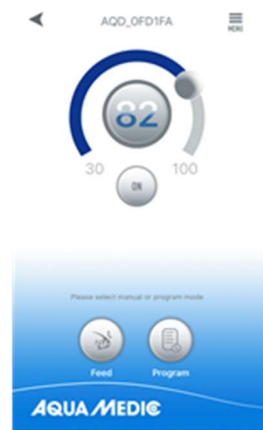 AQD_0FD1FA
MENU
82
30
100
ON
Please select manual or program mode
Feed
Program
AQUA MEDIC